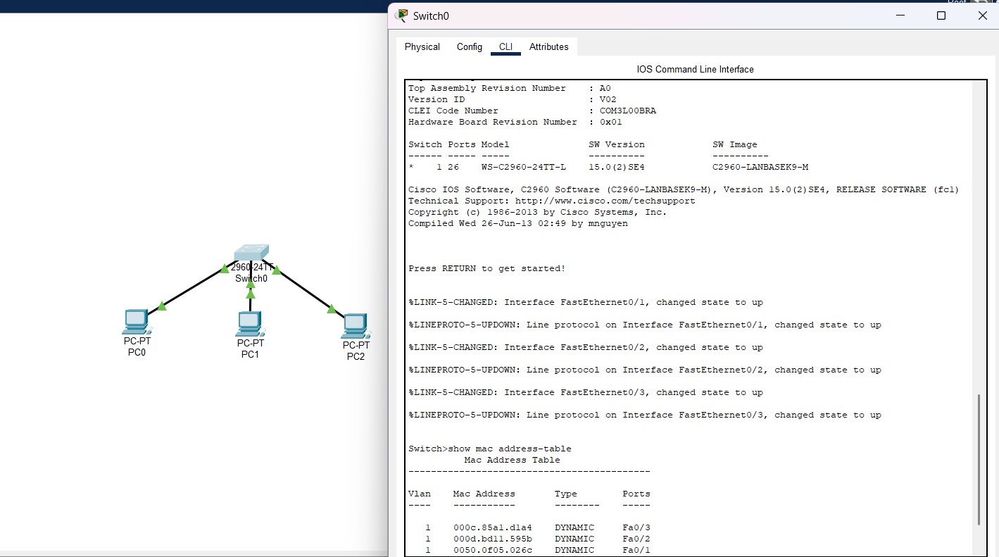 Switch0
Physical Config CLI Attributes
IOS Command Line Interface
Top Assembly Revision Number : A0
Version ID : V02
CLEI Code Number : COM3L00BRA
Hardware Board Revision Number : 0x01
Switch Ports Model SW Version SW Image
------ ----- ----- ---------- ----------
* 1 26 WS-C2960-24TT-L 15.0(2)SE4 C2960-LANBASEK9-M
Cisco IOS Software, C2960 Software (C2960-LANBASEK9-M), Version 15.0(2)SE4, RELEASE SOFTWARE (fc1)
Technical Support: http://www.cisco.com/techsupport
Copyright (c) 1986-2013 by Cisco Systems, Inc.
Compiled Wed 26-Jun-13 02:49 by mnguyen
Press RETURN to get started!
%LINK-5-CHANGED: Interface FastEthernet0/1, changed state to up
%LINEPROTO-5-UPDOWN: Line protocol on Interface FastEthernet0/1, changed state to up
%LINK-5-CHANGED: Interface FastEthernet0/2, changed state to up
%LINEPROTO-5-UPDOWN: Line protocol on Interface FastEthernet0/2, changed state to up
%LINK-5-CHANGED: Interface FastEthernet0/3, changed state to up
%LINEPROTO-5-UPDOWN: Line protocol on Interface FastEthernet0/3, changed state to up
Switch>show mac address-table
Mac Address Table
-------------------------------------------
Vlan Mac Address Type Ports
---- ----------- -------- -----
1 000c.85a1.d1a4 DYNAMIC Fa0/3
1 000d.bd11.595b DYNAMIC Fa0/2
1 0050.0f05.026c DYNAMIC Fa0/1
2960-24TT
Switch0
PC-PT
PC0
PC-PT
PC1
PC-PT
PC2